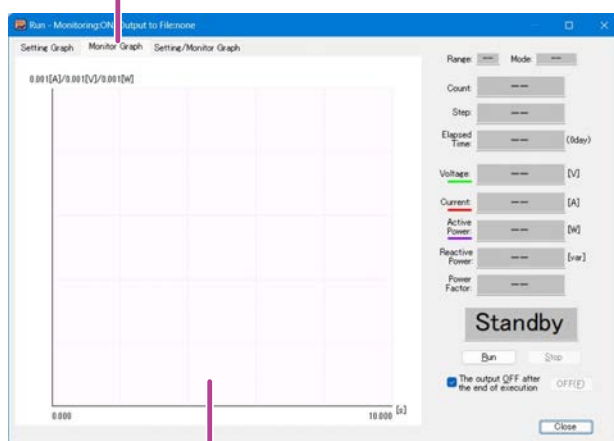 Run - Monitoring:ON, Output to File:none
Setting Graph Monitor Graph Setting/Monitor Graph
Range: -- Mode: --
0.001[A]/0.001[V]/0.001[W]
Count: --
Step: --
Elapsed Time: -- (0day)
Voltage: -- [V]
Current: -- [A]
Active Power: -- [W]
Reactive Power: -- [var]
Power Factor: --
Standby
Run Stop
The output OFF after the end of execution OFF(F)
0.000 10.000 [s]
Close